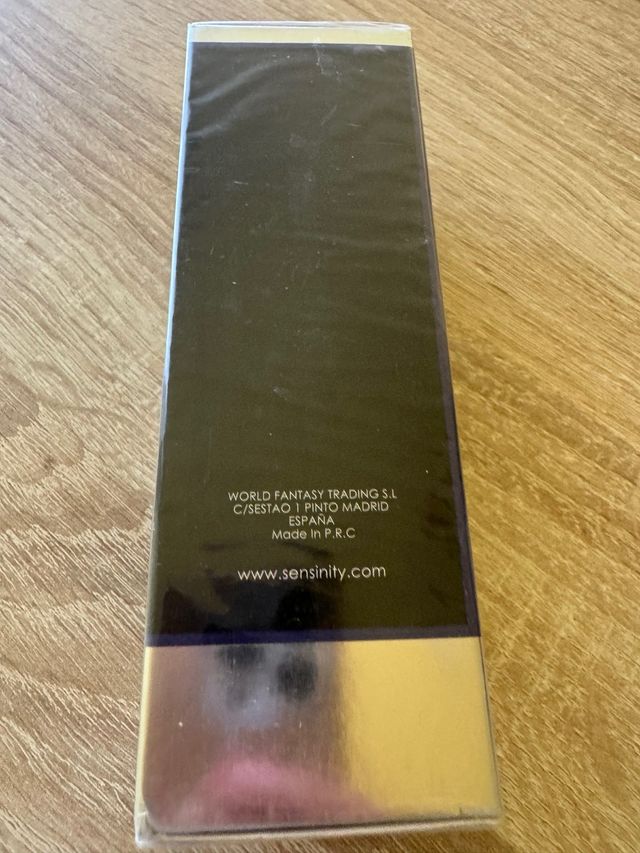 WORLD FANTASY TRADING S.L
C/SESTAO 1 PINTO MADRID
ESPAÑA
Made In P.R.C
www.sensinity.com